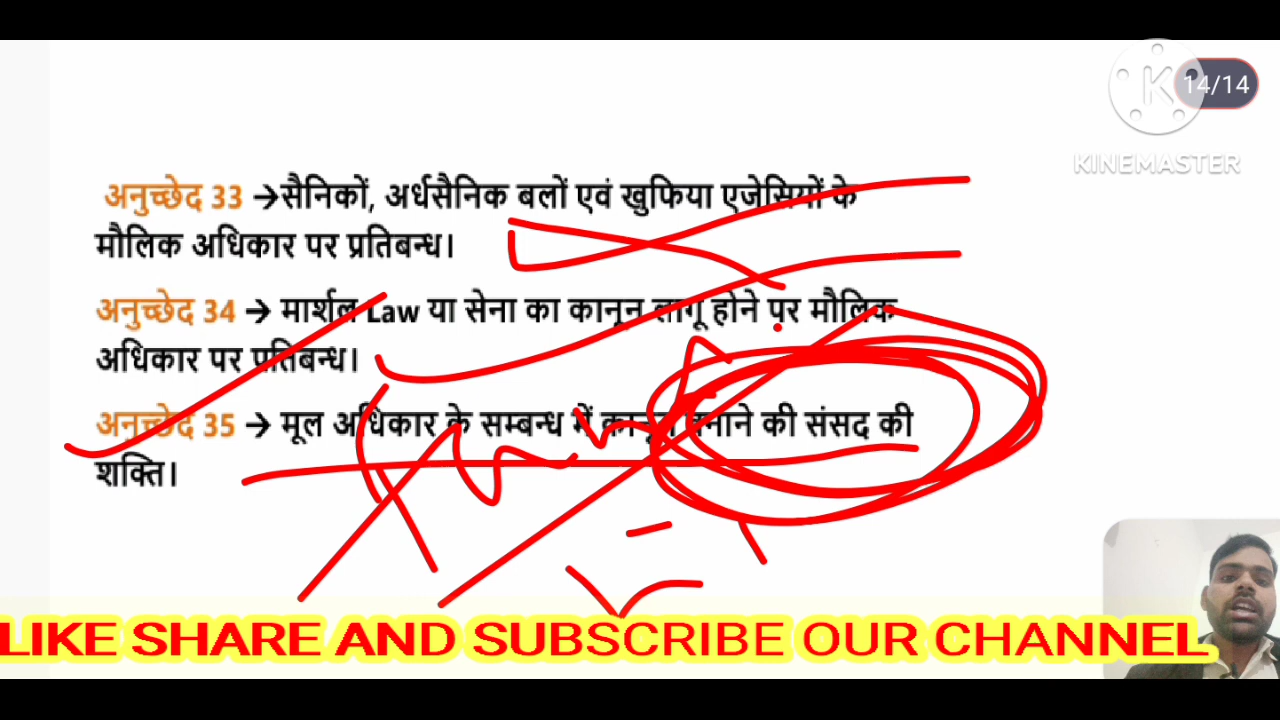 14/14
KINEMASTER
अनुच्छेद 33 →सैनिकों, अर्धसैनिक बलों एवं खुफिया एजेसियों के
मौलिक अधिकार पर प्रतिबन्ध।
अनुच्छेद 34 → मार्शल Law या सेना का कानून लागू होने पर मौलिक
अधिकार पर प्रतिबन्ध।
अनुच्छेद 35 → मूल अधिकार के सम्बन्ध में कानून बनाने की संसद की
शक्ति।
LIKE SHARE AND SUBSCRIBE OUR CHANNEL